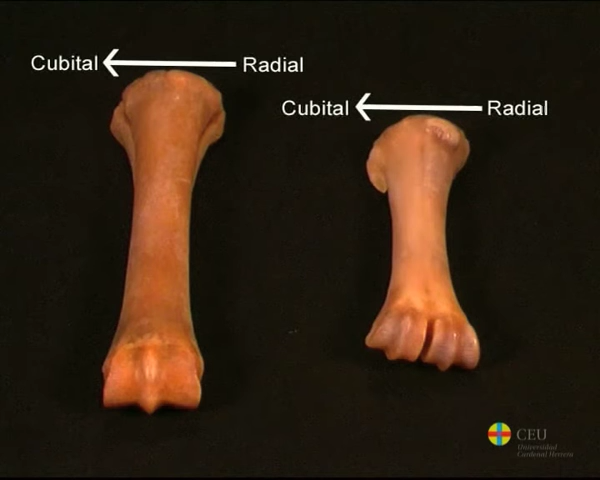 Cubital Radial
Cubital Radial
CEU
Universidad
Cardenal Herrera